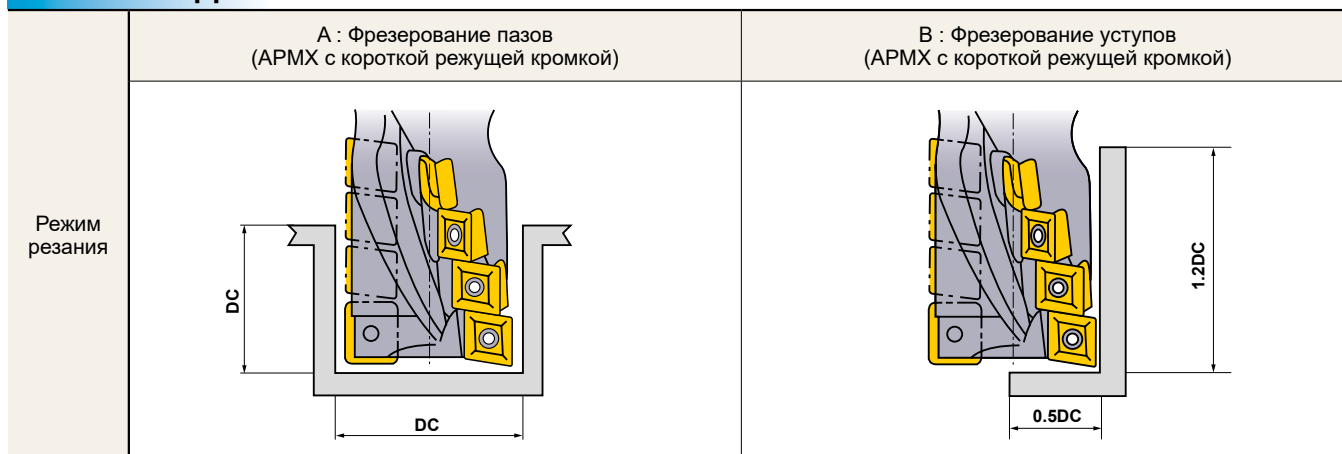 A : Фрезерование пазов
(APMX с короткой режущей кромкой)
B : Фрезерование уступов
(APMX с короткой режущей кромкой)
Режим
резания
DC
DC
1.2DC
0.5DC